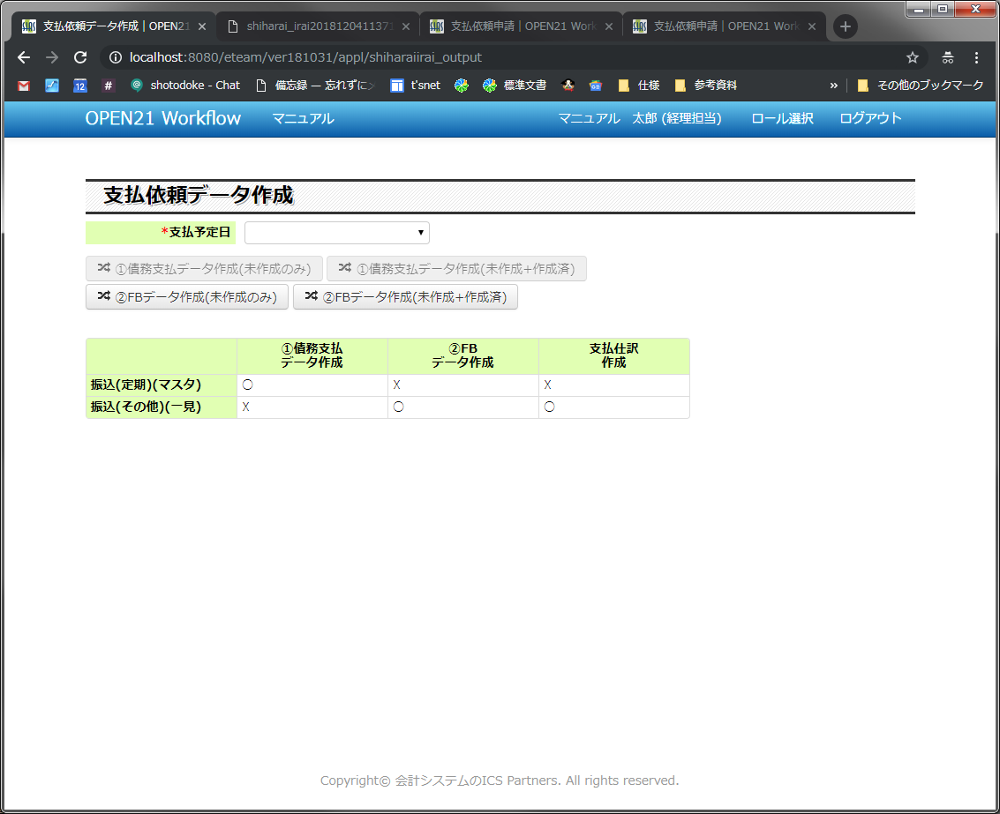 支払依頼データ作成 | OPEN21
shiharai_irai2018120411371
支払依頼申請 | OPEN21 Work
支払依頼申請 | OPEN21 Work
localhost:8080/eteam/ver181031/appl/shiharaiirai_output
12 # shotodoke - Chat 備忘録 — 忘れずに t'snet 標準文書 仕様 参考資料 » その他のブックマーク
OPEN21 Workflow マニュアル マニュアル 太郎 (経理担当) ロール選択 ログアウト
支払依頼データ作成
*支払予定日
①債務支払データ作成(未作成のみ) ①債務支払データ作成(未作成+作成済)
②FBデータ作成(未作成のみ) ②FBデータ作成(未作成+作成済)
①債務支払 ②FB 支払仕訳
データ作成 データ作成 作成
振込(定期)(マスタ) 〇 X X
振込(その他)(一見) X 〇 〇
Copyright© 会計システムのICS Partners. All rights reserved.